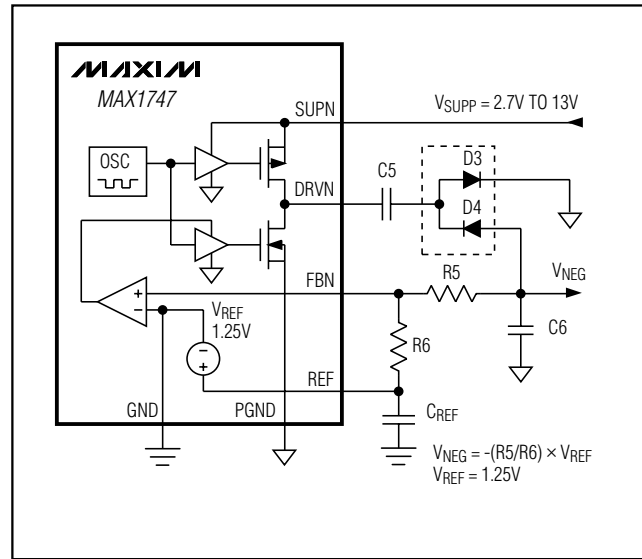 MAXIM
MAX1747
SUPN
V_SUPP = 2.7V TO 13V
OSC
DRVN
C5
D3
D4
FBN
R5
V_NEG
+
−
V_REF
1.25V
−
+
R6
C6
REF
GND
PGND
C_REF
V_NEG = -(R5/R6) × V_REF
V_REF = 1.25V